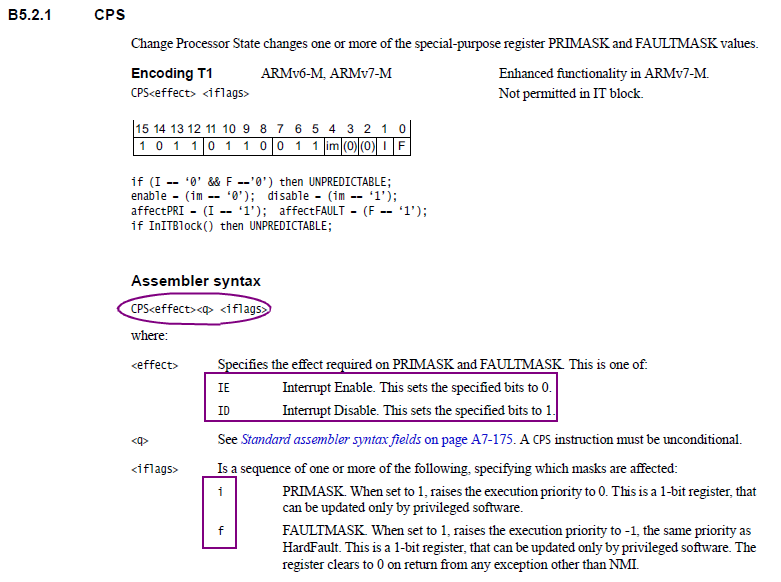 B5.2.1 CPS
Change Processor State changes one or more of the special-purpose register PRIMASK and FAULTMASK values.
Encoding T1 ARMv6-M, ARMv7-M Enhanced functionality in ARMv7-M.
CPS<effect> <iflags> Not permitted in IT block.
15 14 13 12 11 10 9 8 7 6 5 4 3 2 1 0
1 0 1 1 0 1 1 0 0 1 1 im (0) (0) I F
if (I == ‘0’ && F ==’0’) then UNPREDICTABLE;
enable = (im == ‘0’); disable = (im == ‘1’);
affectPRI = (I == ‘1’); affectFAULT = (F == ‘1’);
if InITBlock() then UNPREDICTABLE;
Assembler syntax
CPS<effect><q> <iflags>
where:
<effect> Specifies the effect required on PRIMASK and FAULTMASK. This is one of:
IE Interrupt Enable. This sets the specified bits to 0.
ID Interrupt Disable. This sets the specified bits to 1.
<q> See Standard assembler syntax fields on page A7-175. A CPS instruction must be unconditional.
<iflags> Is a sequence of one or more of the following, specifying which masks are affected:
i PRIMASK. When set to 1, raises the execution priority to 0. This is a 1-bit register, that
can be updated only by privileged software.
f FAULTMASK. When set to 1, raises the execution priority to -1, the same priority as
HardFault. This is a 1-bit register, that can be updated only by privileged software. The
register clears to 0 on return from any exception other than NMI.